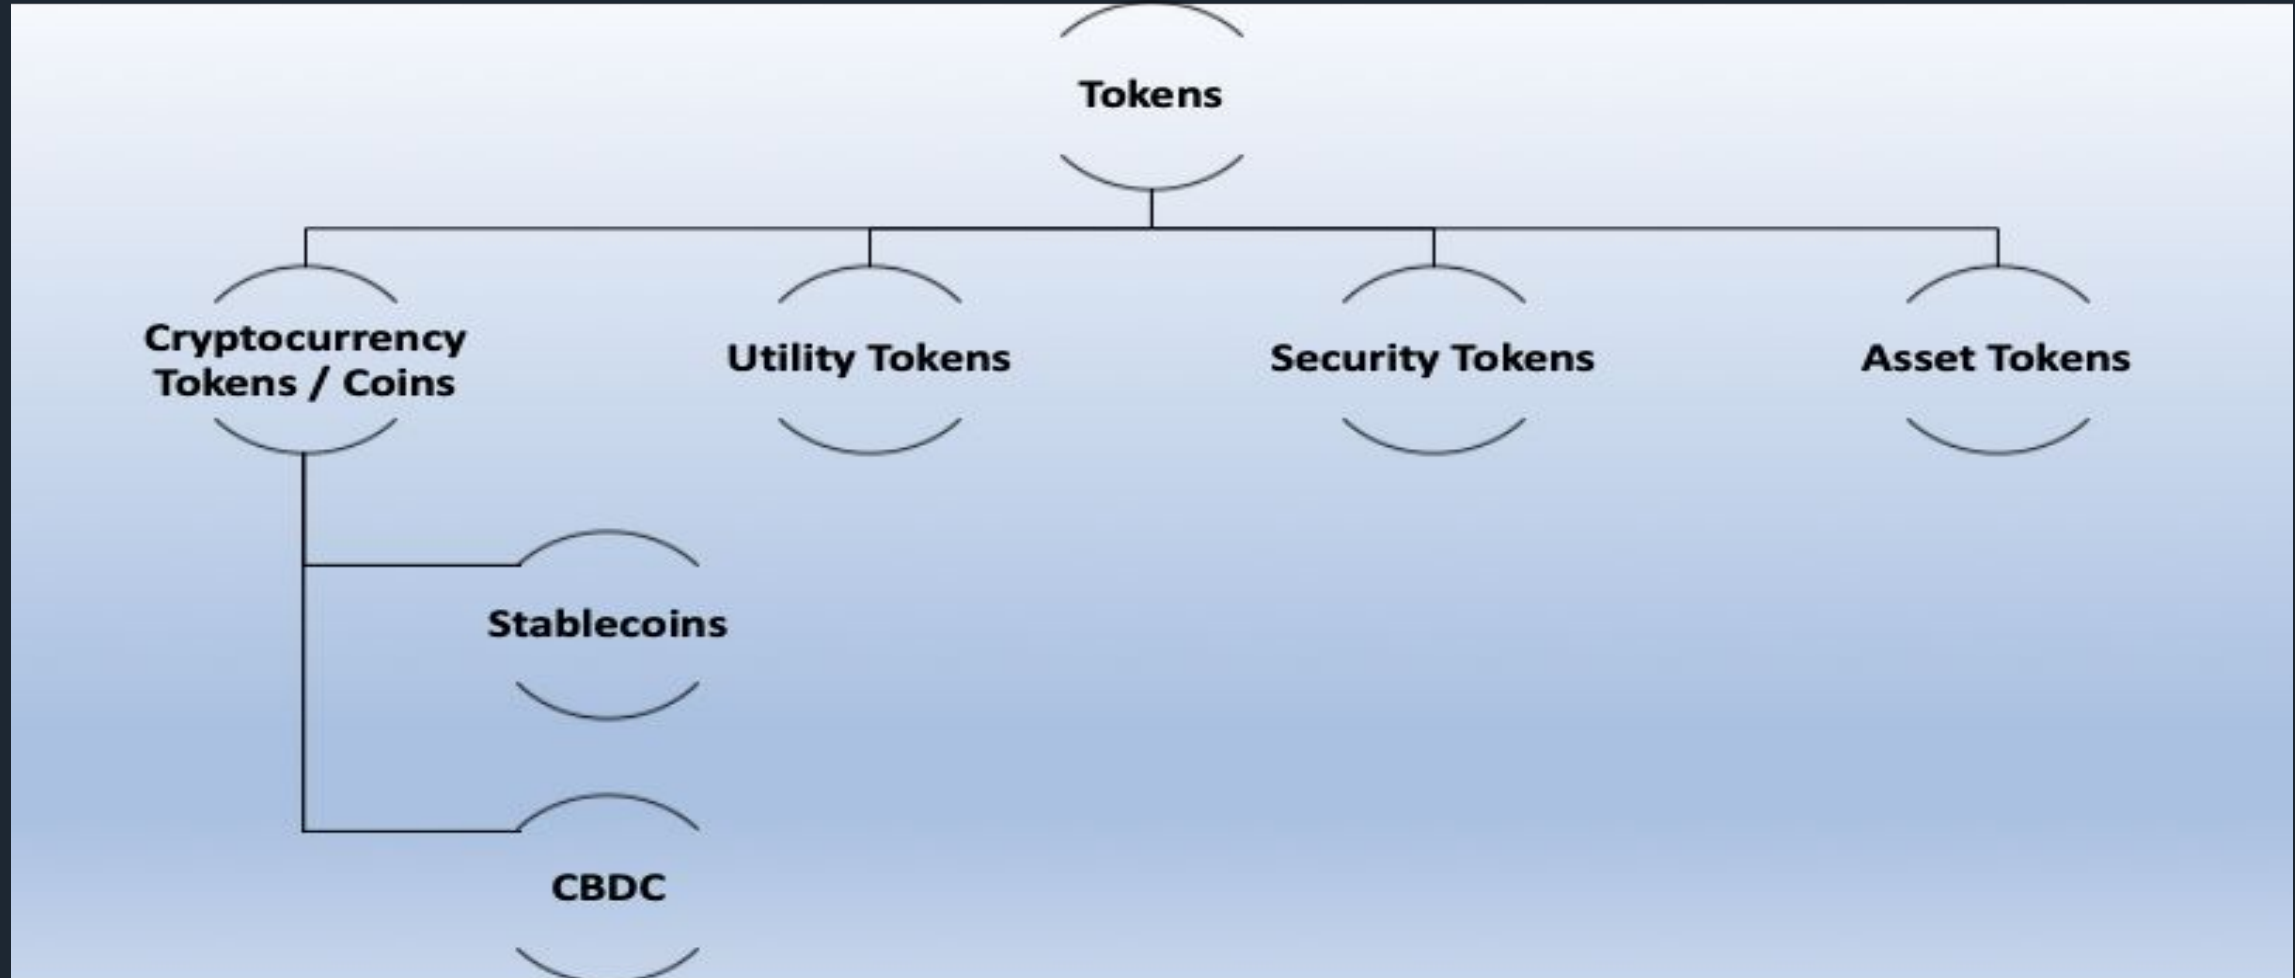 Tokens
Cryptocurrency
Tokens / Coins
Utility Tokens
Security Tokens
Asset Tokens
Stablecoins
CBDC